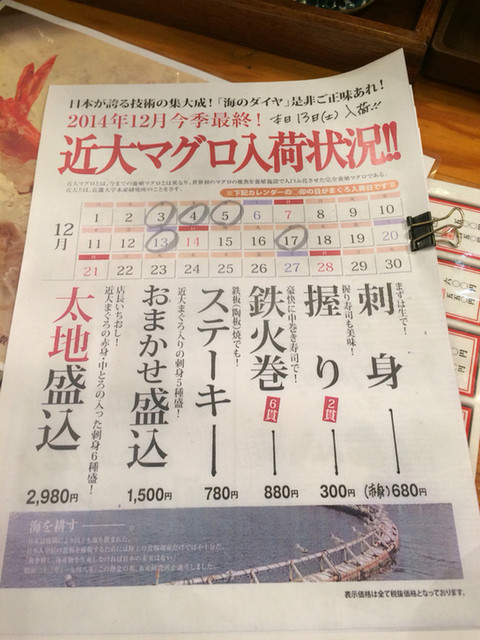 日本が誇る技術の集大成!「海のダイヤ」是非ご正味あれ!
2014年12月今季最終! 本日13日(土)入荷!!
近大マグロ入荷状況!!
※下記カレンダーの 印の日がまぐろ入荷日です※
12月
1 2 3 4 5 6 7 8 9 10
11 12 13 14 15 16 17 18 19 20
21 22 23 24 25 26 27 28 29 30
まずは生で!
刺身 (市販)680円
握り寿司も美味!
握り 2貫 300円
豪快に中巻き寿司で!
鉄火巻 6貫 880円
鉄板(陶板)焼でも!
ステーキ 780円
近大まぐろ入りの刺身5種盛!
おまかせ盛込 1,500円
店長いちおし!
近大まぐろの赤身・中とろの入った刺身6種盛!
太地盛込 2,980円
海を耕す――。
表示価格は全て税抜価格となっております。